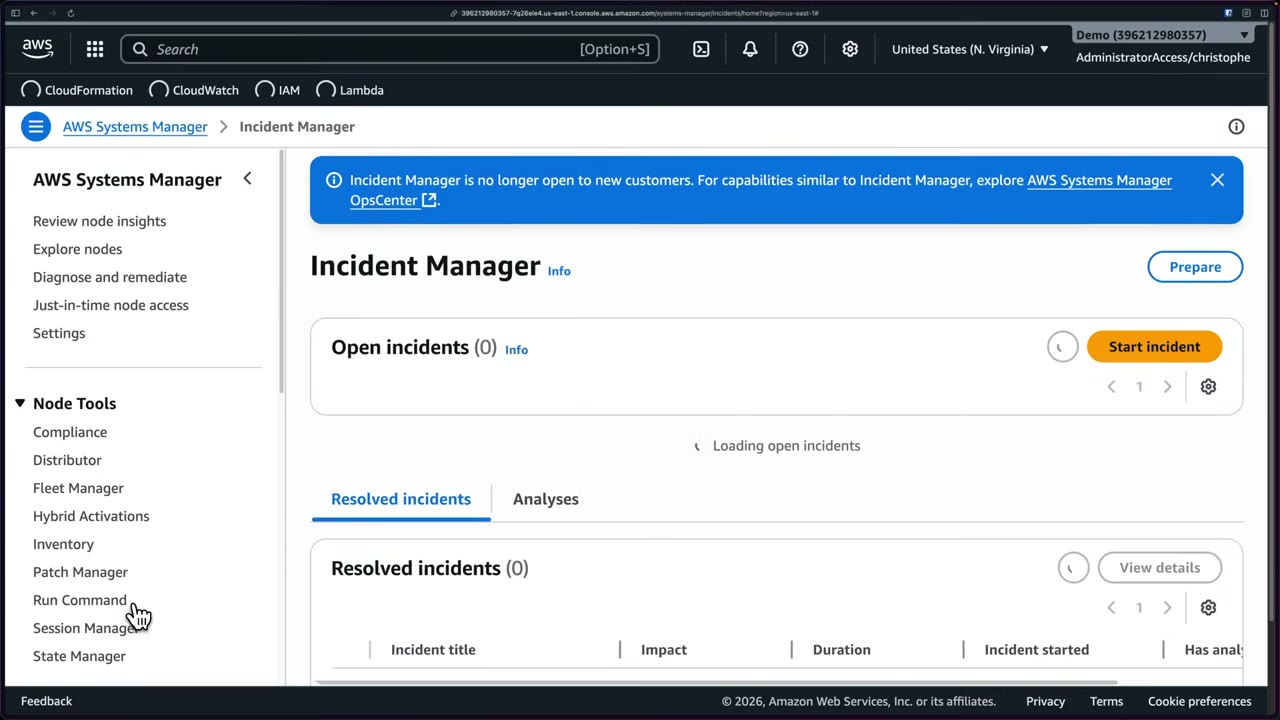 396212980357-7q26ele4.us-east-1.console.aws.amazon.com/systems-manager/incidents/home?region=us-east-1#
aws
Search
[Option+S]
United States (N. Virginia)
Demo (396212980357)
AdministratorAccess/christophe
CloudFormation
CloudWatch
IAM
Lambda
AWS Systems Manager
Incident Manager
AWS Systems Manager
Review node insights
Explore nodes
Diagnose and remediate
Just-in-time node access
Settings
Node Tools
Compliance
Distributor
Fleet Manager
Hybrid Activations
Inventory
Patch Manager
Run Command
Session Manager
State Manager
Incident Manager is no longer open to new customers. For capabilities similar to Incident Manager, explore AWS Systems Manager
OpsCenter.
Incident Manager Info
Prepare
Open incidents (0) Info
Start incident
1
Loading open incidents
Resolved incidents
Analyses
Resolved incidents (0)
View details
1
Incident title
Impact
Duration
Incident started
Has analy
Feedback
© 2026, Amazon Web Services, Inc. or its affiliates.
Privacy
Terms
Cookie preferences